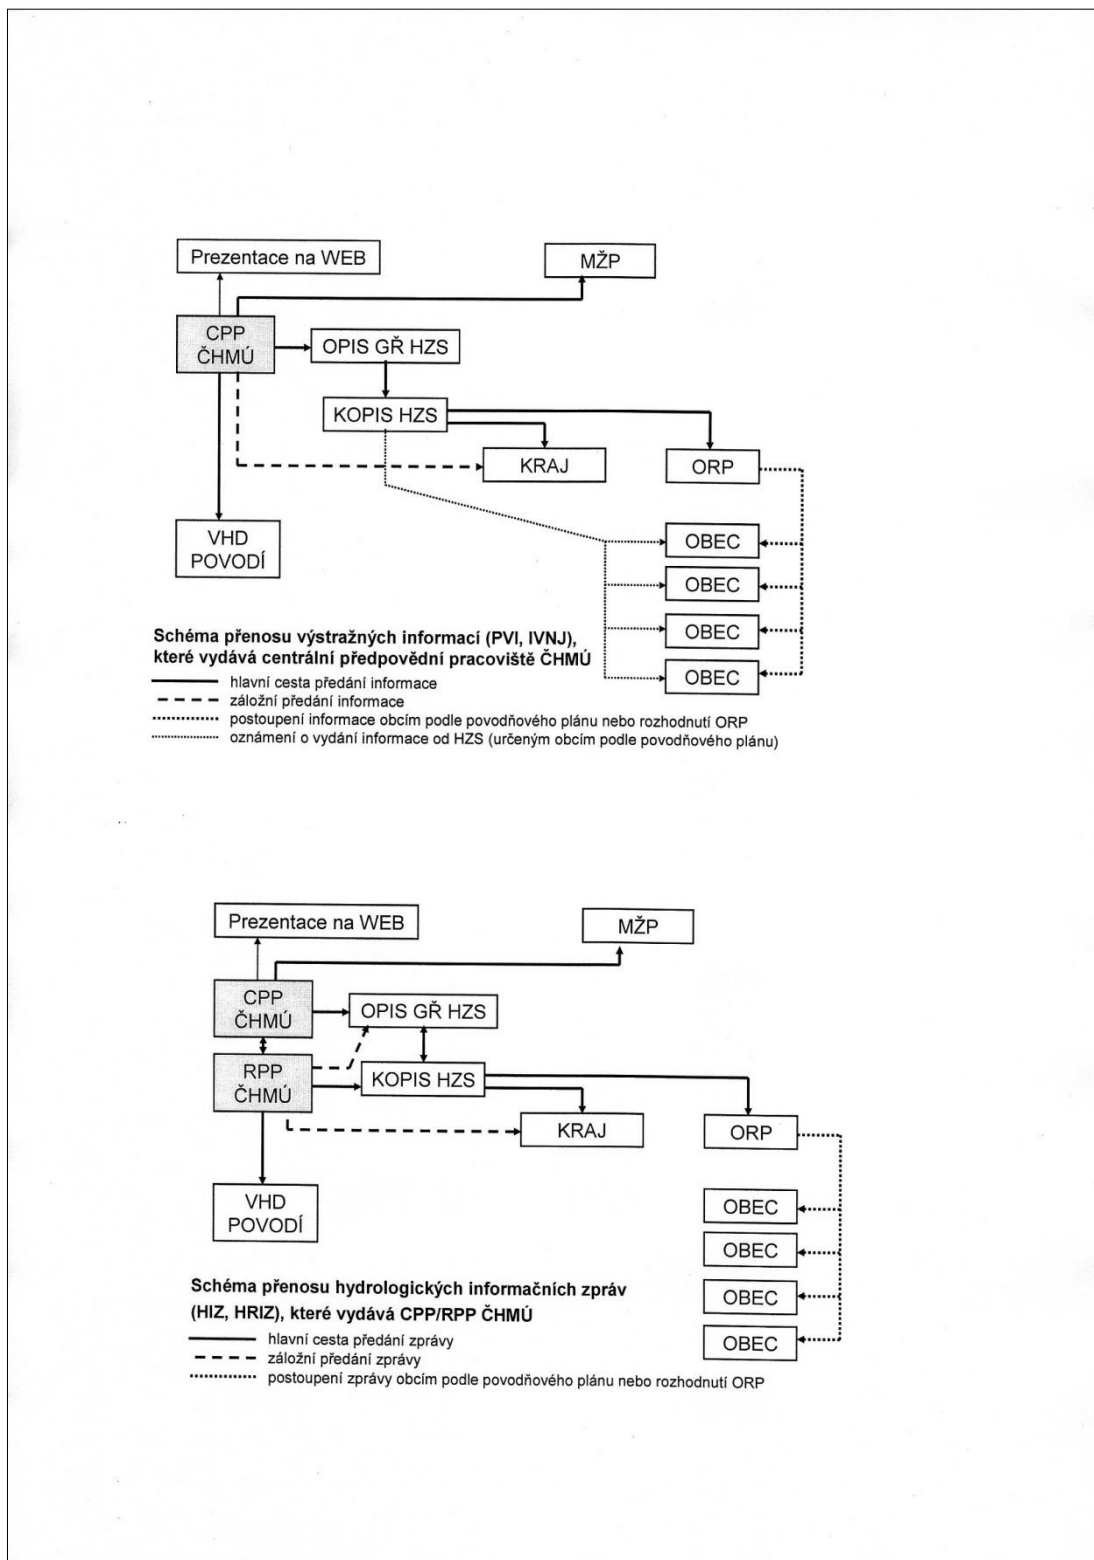 Prezentace na WEB
MŽP
CPP
ČHMÚ
OPIS GŘ HZS
KOPIS HZS
KRAJ
ORP
VHD
POVODÍ
OBEC
OBEC
OBEC
OBEC
Schéma přenosu výstražných informací (PVI, IVNJ),
které vydává centrální předpovědní pracoviště ČHMÚ
hlavní cesta předání informace
záložní předání informace
postoupení informace obcím podle povodňového plánu nebo rozhodnutí ORP
oznámení o vydání informace od HZS (určeným obcím podle povodňového plánu)
Prezentace na WEB
MŽP
CPP
ČHMÚ
OPIS GŘ HZS
RPP
ČHMÚ
KOPIS HZS
KRAJ
ORP
VHD
POVODÍ
OBEC
OBEC
OBEC
OBEC
Schéma přenosu hydrologických informačních zpráv
(HIZ, HRIZ), které vydává CPP/RPP ČHMÚ
hlavní cesta předání zprávy
záložní předání zprávy
postoupení zprávy obcím podle povodňového plánu nebo rozhodnutí ORP